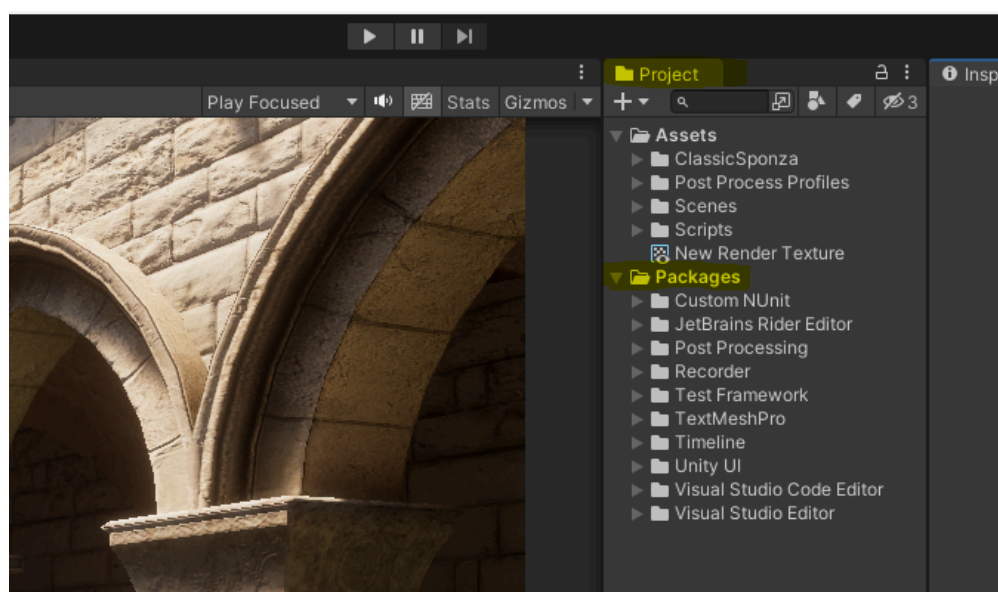 Play Focused
Stats
Gizmos
Project
Insp
3
Assets
ClassicSponza
Post Process Profiles
Scenes
Scripts
New Render Texture
Packages
Custom NUnit
JetBrains Rider Editor
Post Processing
Recorder
Test Framework
TextMeshPro
Timeline
Unity UI
Visual Studio Code Editor
Visual Studio Editor